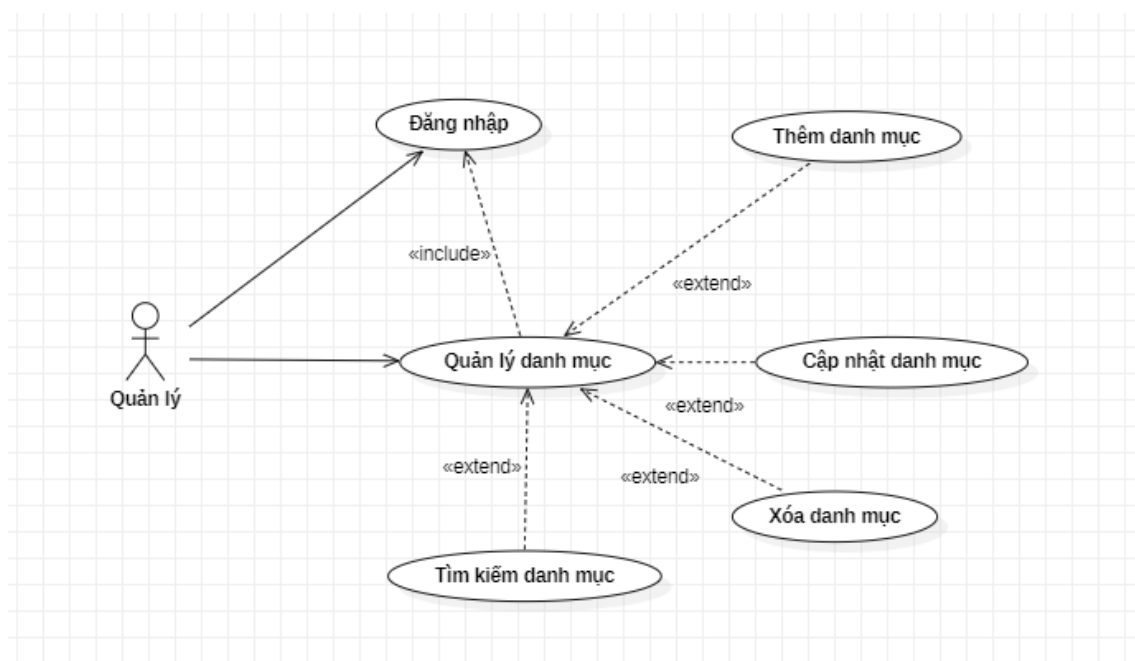 Đăng nhập
Thêm danh mục
«include»
«extend»
Quản lý danh mục
Cập nhật danh mục
Quản lý
«extend»
«extend»
«extend»
Xóa danh mục
Tìm kiếm danh mục